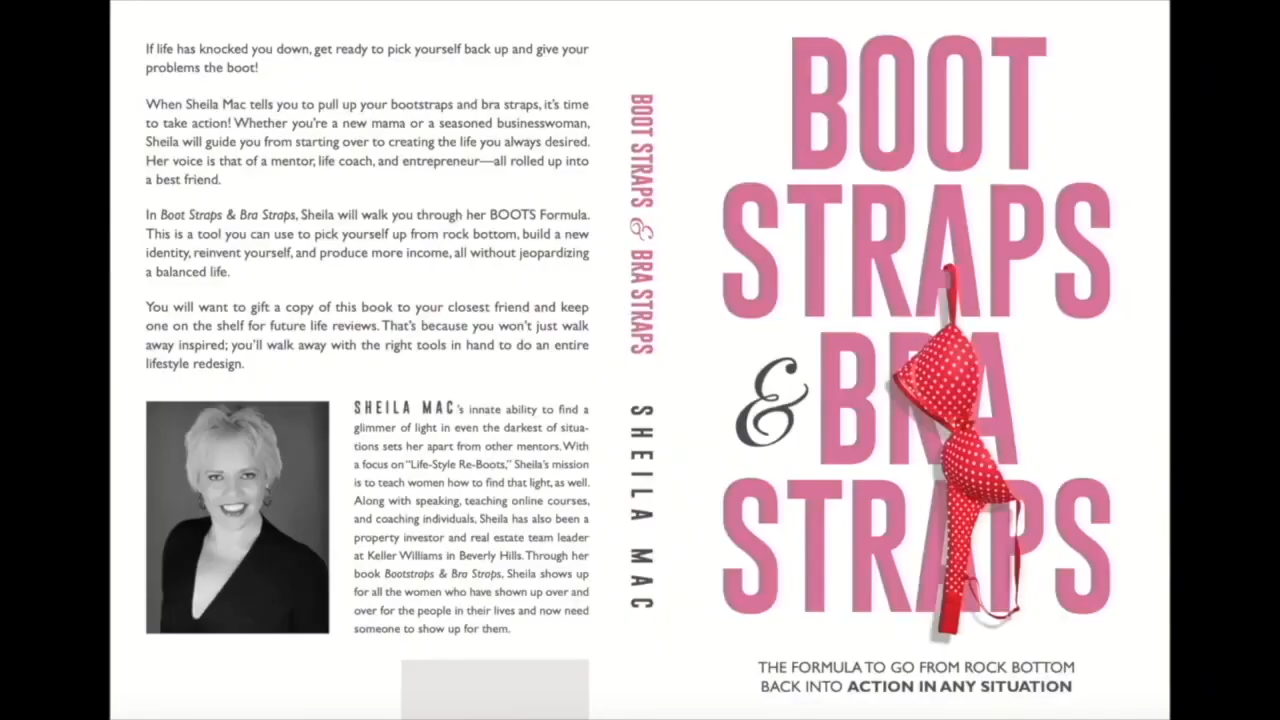 If life has knocked you down, get ready to pick yourself back up and give your
problems the boot!
When Sheila Mac tells you to pull up your bootstraps and bra straps, it's time
to take action! Whether you're a new mama or a seasoned businesswoman,
Sheila will guide you from starting over to creating the life you always desired.
Her voice is that of a mentor, life coach, and entrepreneur—all rolled up into
a best friend.
In Boot Straps & Bra Straps, Sheila will walk you through her BOOTS Formula.
This is a tool you can use to pick yourself up from rock bottom, build a new
identity, reinvent yourself, and produce more income, all without jeopardizing
a balanced life.
You will want to gift a copy of this book to your closest friend and keep
one on the shelf for future life reviews. That's because you won't just walk
away inspired; you'll walk away with the right tools in hand to do an entire
lifestyle redesign.
SHEILA MAC's innate ability to find a
glimmer of light in even the darkest of situa-
tions sets her apart from other mentors. With
a focus on "Life-Style Re-Boots," Sheila's mission
is to teach women how to find that light, as well.
Along with speaking, teaching online courses,
and coaching individuals, Sheila has also been a
property investor and real estate team leader
at Keller Williams in Beverly Hills. Through her
book Bootstraps & Bra Straps, Sheila shows up
for all the women who have shown up over and
over for the people in their lives and now need
someone to show up for them.
BOOT STRAPS & BRA STRAPS
SHEILA MAC
BOOT
STRAPS
& BRA
STRAPS
THE FORMULA TO GO FROM ROCK BOTTOM
BACK INTO ACTION IN ANY SITUATION